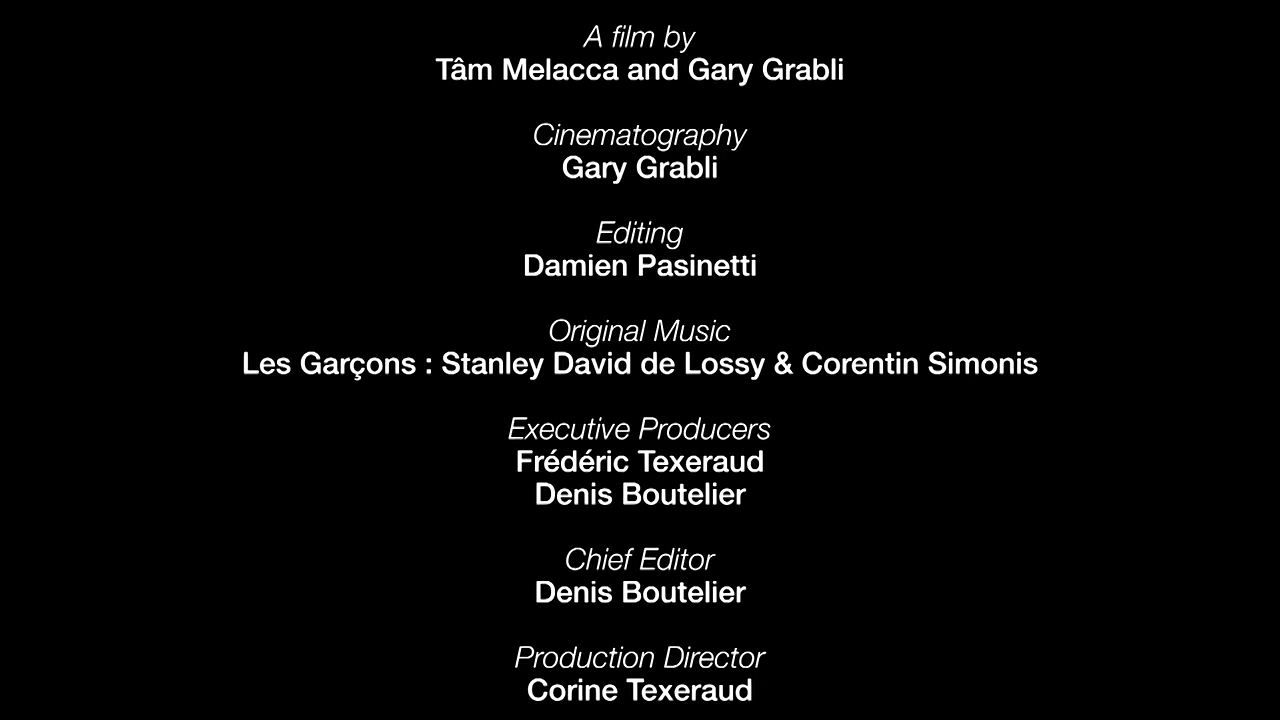 A film by
Tâm Melacca and Gary Grabli
Cinematography
Gary Grabli
Editing
Damien Pasinetti
Original Music
Les Garçons : Stanley David de Lossy & Corentin Simonis
Executive Producers
Frédéric Texeraud
Denis Boutelier
Chief Editor
Denis Boutelier
Production Director
Corine Texeraud